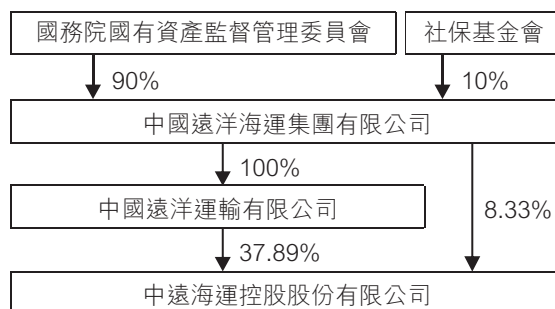 國務院國有資產監督管理委員會
社保基金會
90%
10%
中國遠洋海運集團有限公司
100%
中國遠洋運輸有限公司
8.33%
37.89%
中遠海運控股股份有限公司